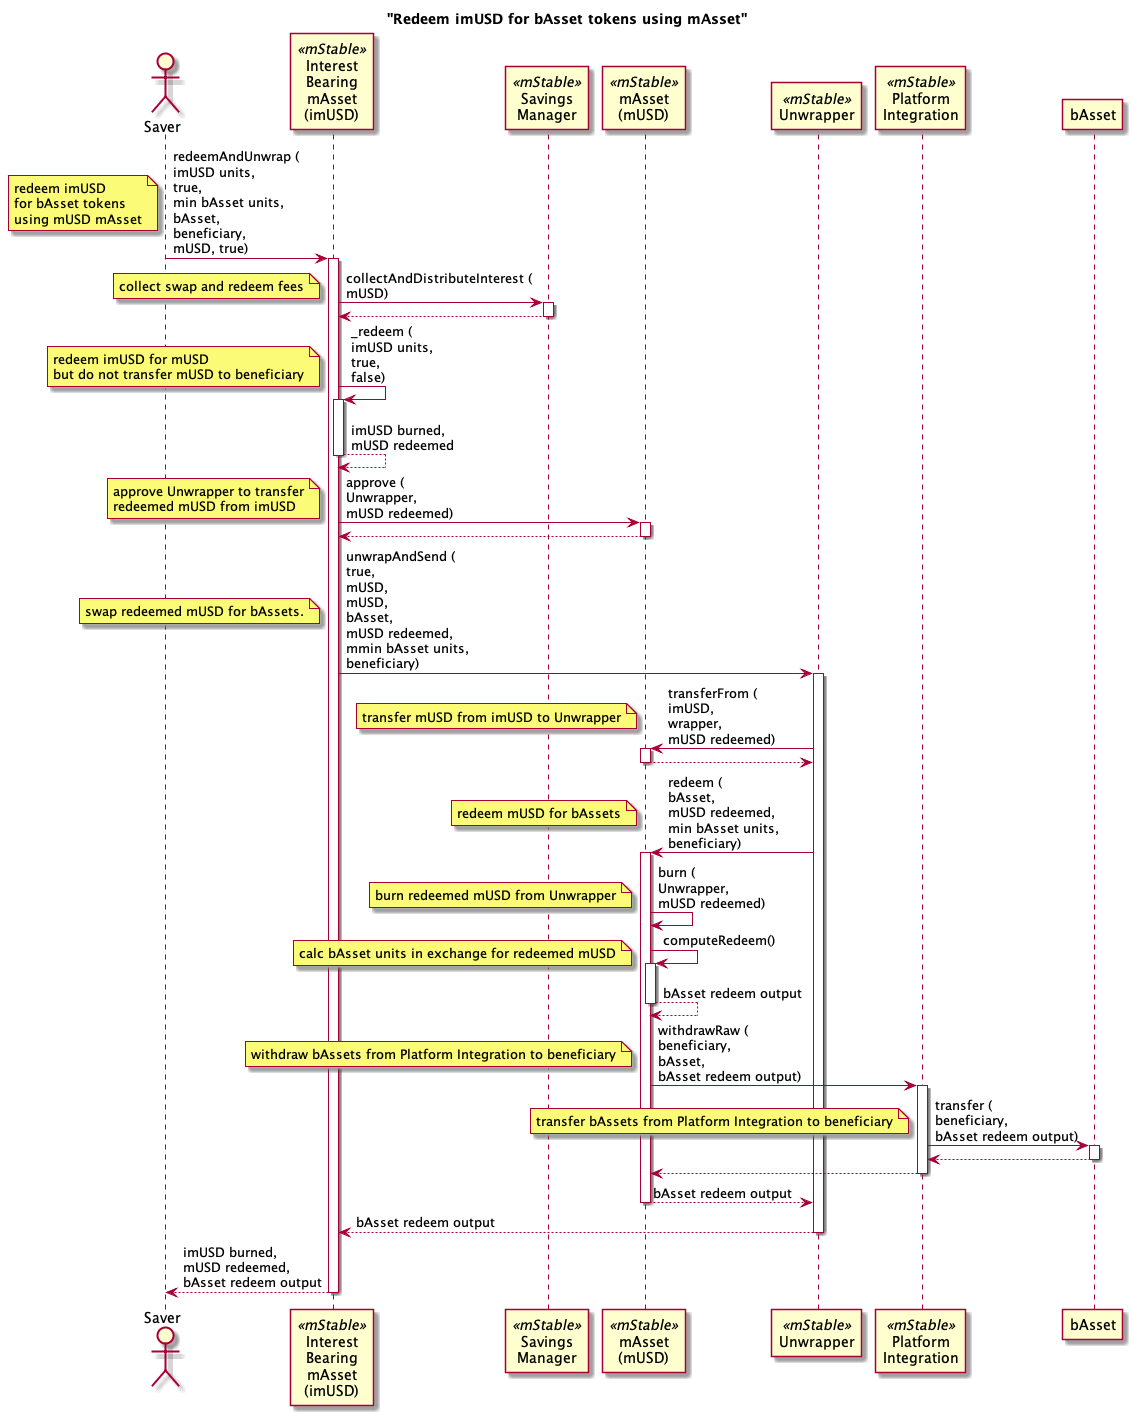 "Redeem imUSD for bAsset tokens using mAsset"
Saver
«mStable»
Interest
Bearing
mAsset
(imUSD)
«mStable»
Savings
Manager
«mStable»
mAsset
(mUSD)
«mStable»
Unwrapper
«mStable»
Platform
Integration
bAsset
redeem imUSD
for bAsset tokens
using mUSD mAsset
redeemAndUnwrap (
imUSD units,
true,
min bAsset units,
bAsset,
beneficiary,
mUSD, true)
collect swap and redeem fees
collectAndDistributeInterest (
mUSD)
redeem imUSD for mUSD
but do not transfer mUSD to beneficiary
_redeem (
imUSD units,
true,
false)
imUSD burned,
mUSD redeemed
approve Unwrapper to transfer
redeemed mUSD from imUSD
approve (
Unwrapper,
mUSD redeemed)
swap redeemed mUSD for bAssets.
unwrapAndSend (
true,
mUSD,
mUSD,
bAsset,
mUSD redeemed,
mmin bAsset units,
beneficiary)
transfer mUSD from imUSD to Unwrapper
transferFrom (
imUSD,
wrapper,
mUSD redeemed)
redeem mUSD for bAssets
redeem (
bAsset,
mUSD redeemed,
min bAsset units,
beneficiary)
burn redeemed mUSD from Unwrapper
burn (
Unwrapper,
mUSD redeemed)
calc bAsset units in exchange for redeemed mUSD
computeRedeem()
bAsset redeem output
withdraw bAssets from Platform Integration to beneficiary
withdrawRaw (
beneficiary,
bAsset,
bAsset redeem output)
transfer bAssets from Platform Integration to beneficiary
transfer (
beneficiary,
bAsset redeem output)
bAsset redeem output
bAsset redeem output
imUSD burned,
mUSD redeemed,
bAsset redeem output
Saver
«mStable»
Interest
Bearing
mAsset
(imUSD)
«mStable»
Savings
Manager
«mStable»
mAsset
(mUSD)
«mStable»
Unwrapper
«mStable»
Platform
Integration
bAsset